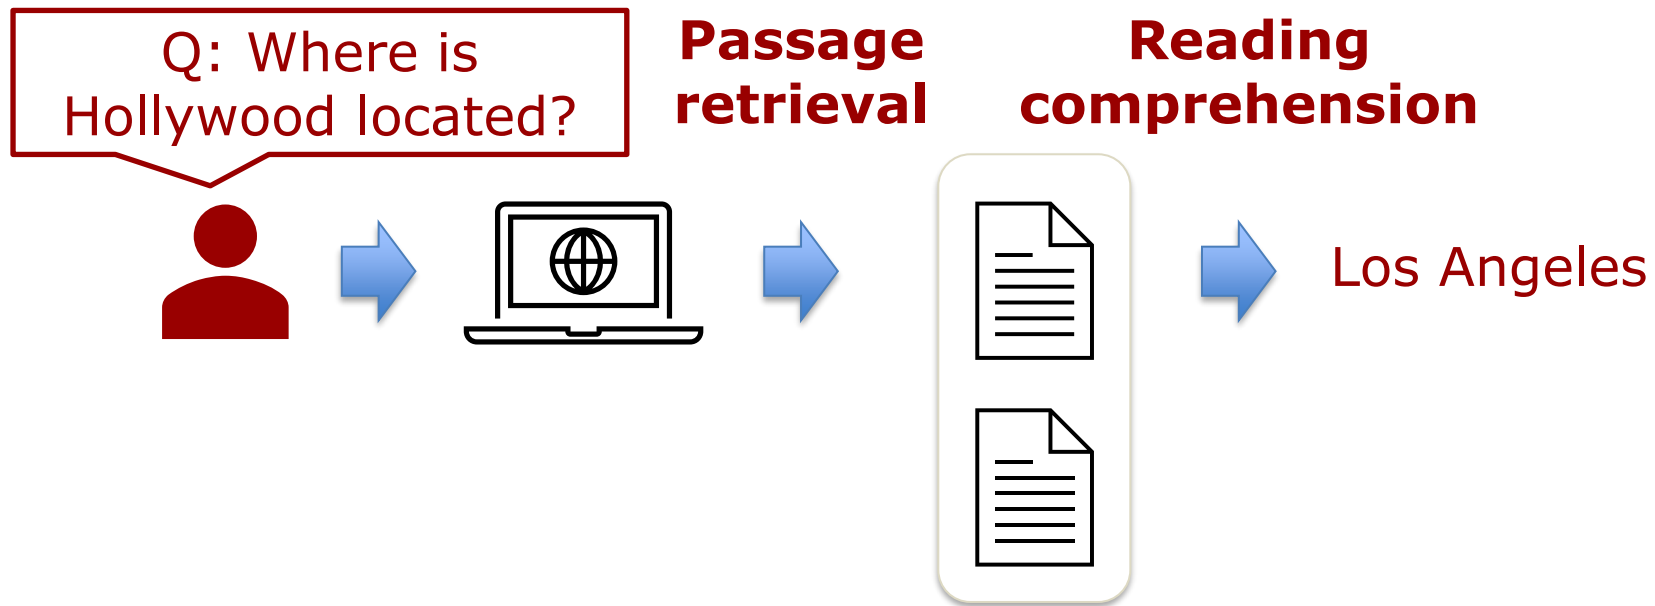 Q: Where is
Hollywood located?
Passage
retrieval
Reading
comprehension
Los Angeles